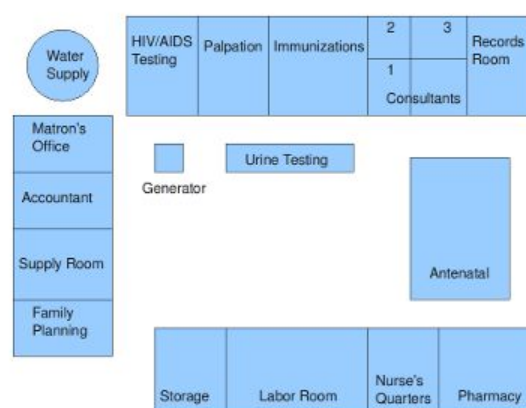 Water
Supply
HIV/AIDS
Testing
Palpation
Immunizations
2
3
1
Consultants
Records
Room
Matron's
Office
Accountant
Supply Room
Family
Planning
Generator
Urine Testing
Antenatal
Storage
Labor Room
Nurse's
Quarters
Pharmacy